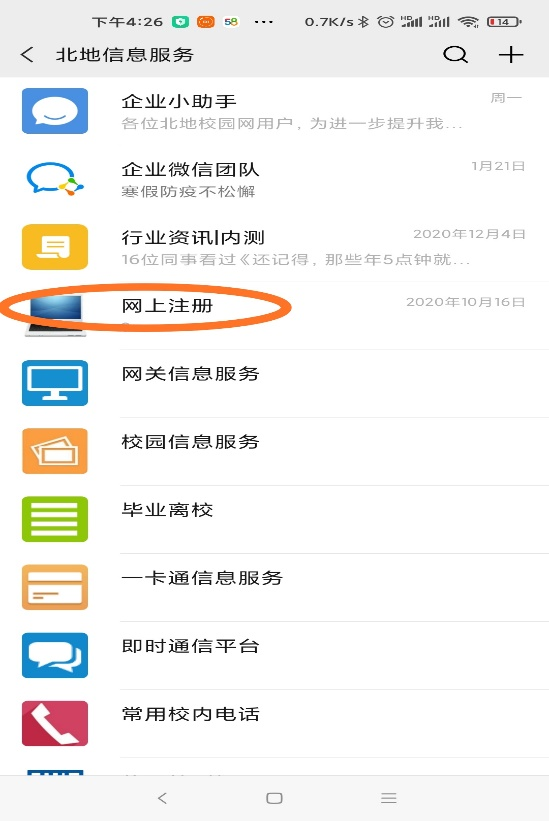 下午4:26 58 ... 0.7K/s HD HD 14
北地信息服务
企业小助手 周一
各位北地校园网用户，为进一步提升我...
企业微信团队 1月21日
寒假防疫不松懈
行业资讯|内测 2020年12月4日
16位同事看过《还记得，那些年5点钟就...
网上注册 2020年10月16日
网关信息服务
校园信息服务
毕业离校
一卡通信息服务
即时通信平台
常用校内电话